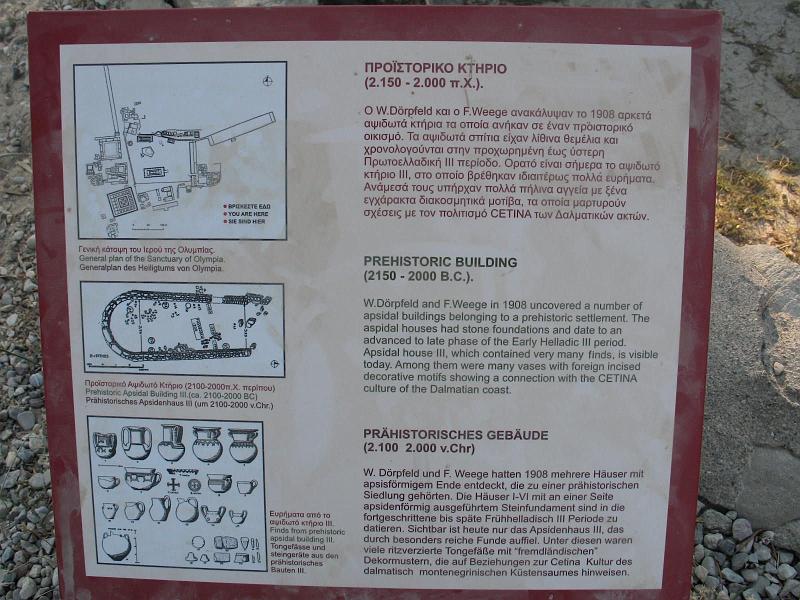 ΒΡΙΣΚΕΣΤΕ ΕΔΩ
YOU ARE HERE
SIE SIND HIER
Γενική κάτοψη του Ιερού της Ολυμπίας.
General plan of the Sanctuary of Olympia.
Generalplan des Heiligtums von Olympia.
Προϊστορικό Αψιδωτό Κτήριο (2100-2000π.Χ. περίπου)
Prehistoric Apsidal Building III.(ca. 2100-2000 BC)
Prähistorisches Apsidenhaus III (um 2100-2000 v.Chr.)
Ευρήματα από το
αψιδωτό κτήριο III.
Finds from prehistoric
apsidal building III.
Tongefässe und
steingeräte aus den
prähistorischen
Bauten III.
ΠΡΟΪΣΤΟΡΙΚΟ ΚΤΗΡΙΟ
(2.150 - 2.000 π.Χ.).
Ο W.Dörpfeld και ο F.Weege ανακάλυψαν το 1908 αρκετά
αψιδωτά κτήρια τα οποία ανήκαν σε έναν προιστορικό
οικισμό. Τα αψιδωτά σπίτια είχαν λίθινα θεμέλια και
χρονολογούνται στην προχωρημένη έως ύστερη
Πρωτοελλαδική III περίοδο. Ορατό είναι σήμερα το αψιδωτό
κτήριο III, στο οποίο βρέθηκαν ιδιαιτέρως πολλά ευρήματα.
Ανάμεσά τους υπήρχαν πολλά πήλινα αγγεία με ξένα
εγχάρακτα διακοσμητικά μοτίβα, τα οποία μαρτυρούν
σχέσεις με τον πολιτισμό CETINA των Δαλματικών ακτών.
PREHISTORIC BUILDING
(2150 - 2000 B.C.).
W.Dörpfeld and F.Weege in 1908 uncovered a number of
apsidal buildings belonging to a prehistoric settlement. The
aspidal houses had stone foundations and date to an
advanced to late phase of the Early Helladic III period.
Apsidal house III, which contained very many finds, is visible
today. Among them were many vases with foreign incised
decorative motifs showing a connection with the CETINA
culture of the Dalmatian coast.
PRÄHISTORISCHES GEBÄUDE
(2.100 2.000 v.Chr)
W. Dörpfeld und F. Weege hatten 1908 mehrere Häuser mit
apsisförmigem Ende entdeckt, die zu einer prähistorischen
Siedlung gehörten. Die Häuser I-VI mit an einer Seite
apsidenförmig ausgeführtem Steinfundament sind in die
fortgeschrittene bis späte Frühhelladisch III Periode zu
datieren. Sichtbar ist heute nur das Apsidenhaus III, das
durch besonders reiche Funde auffiel. Unter diesen waren
viele ritzverzierte Tongefäße mit "fremdländischen"
Dekormustern, die auf Beziehungen zur Cetina Kultur des
dalmatisch montenegrinischen Küstensaumes hinweisen.